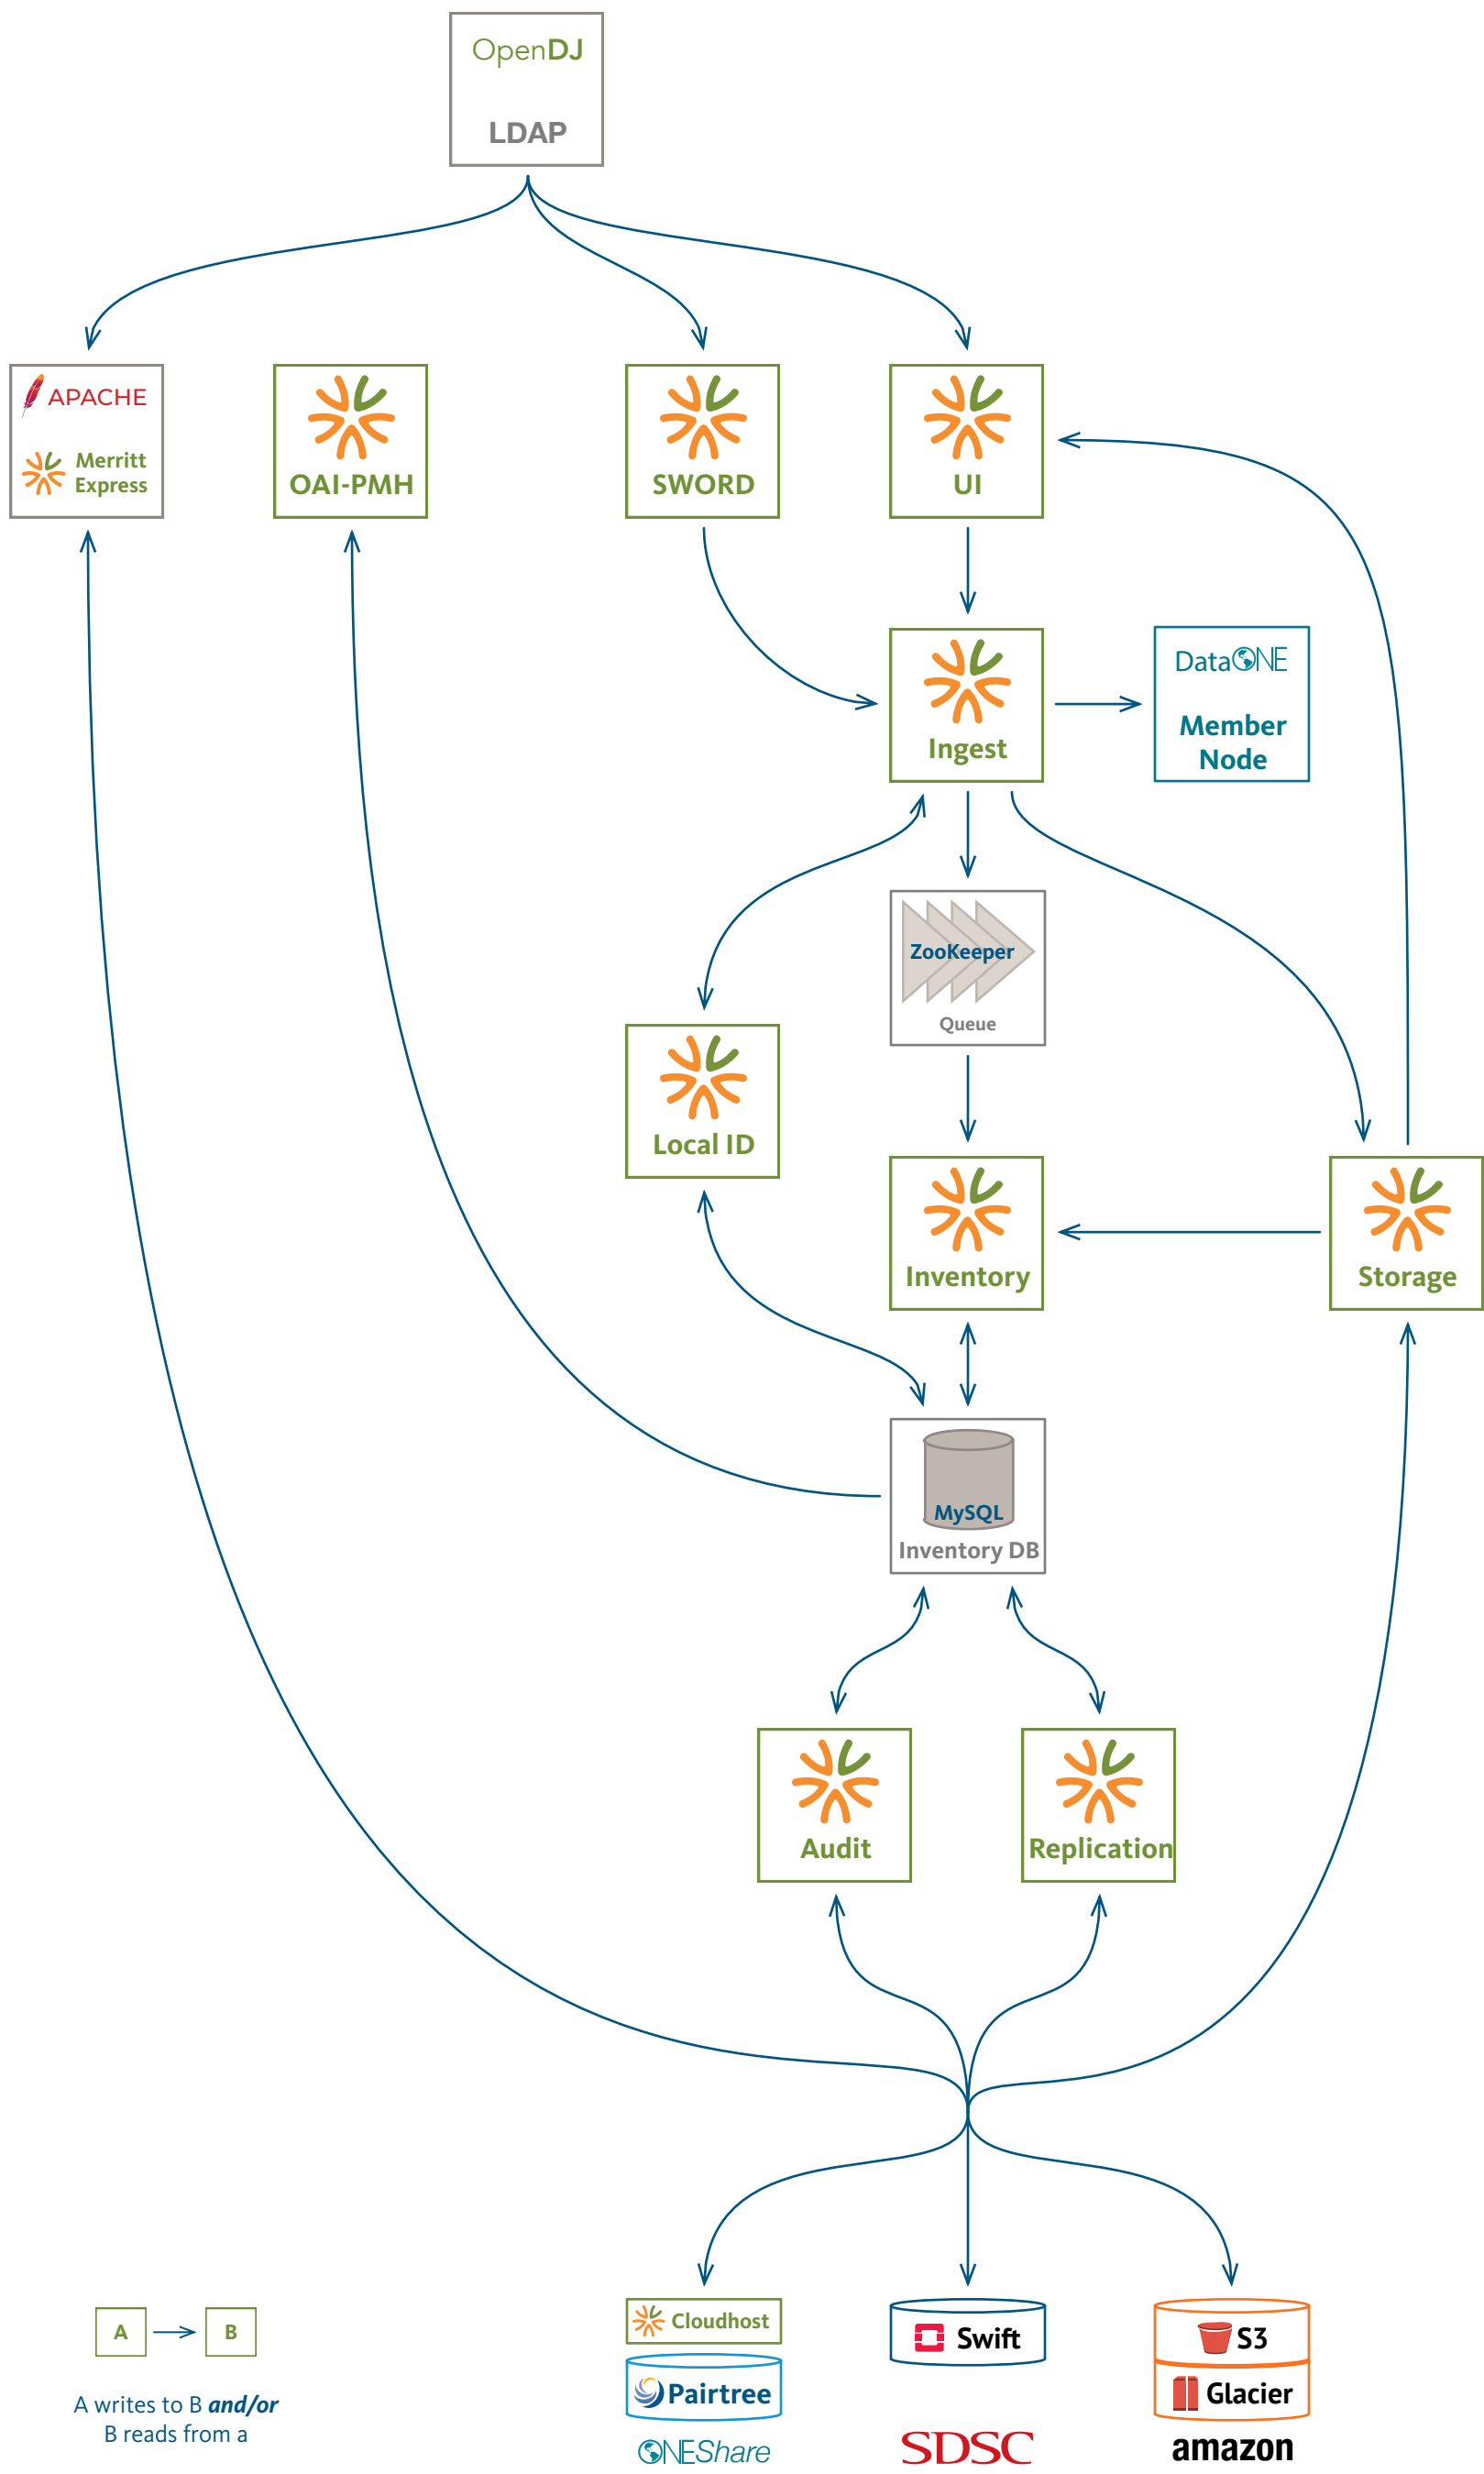 OpenDJ
LDAP
APACHE
Merritt
Express
OAI-PMH
SWORD
UI
Ingest
DataONE
Member
Node
ZooKeeper
Queue
Local ID
Inventory
Storage
MySQL
Inventory DB
Audit
Replication
A
B
A writes to B and/or
B reads from a
Cloudhost
Pairtree
ONEShare
Swift
SDSC
S3
Glacier
amazon